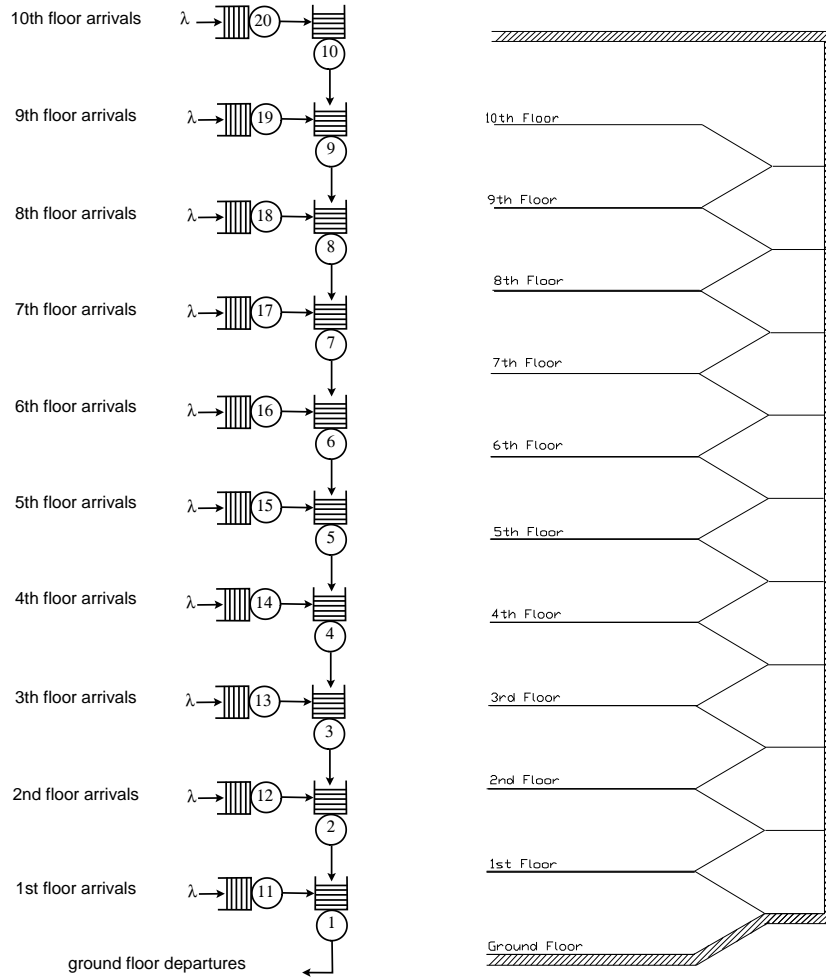 10th floor arrivals λ 20
10
9th floor arrivals λ 19
9
8th floor arrivals λ 18
8
7th floor arrivals λ 17
7
6th floor arrivals λ 16
6
5th floor arrivals λ 15
5
4th floor arrivals λ 14
4
3th floor arrivals λ 13
3
2nd floor arrivals λ 12
2
1st floor arrivals λ 11
1
ground floor departures
10th Floor
9th Floor
8th Floor
7th Floor
6th Floor
5th Floor
4th Floor
3rd Floor
2nd Floor
1st Floor
Ground Floor